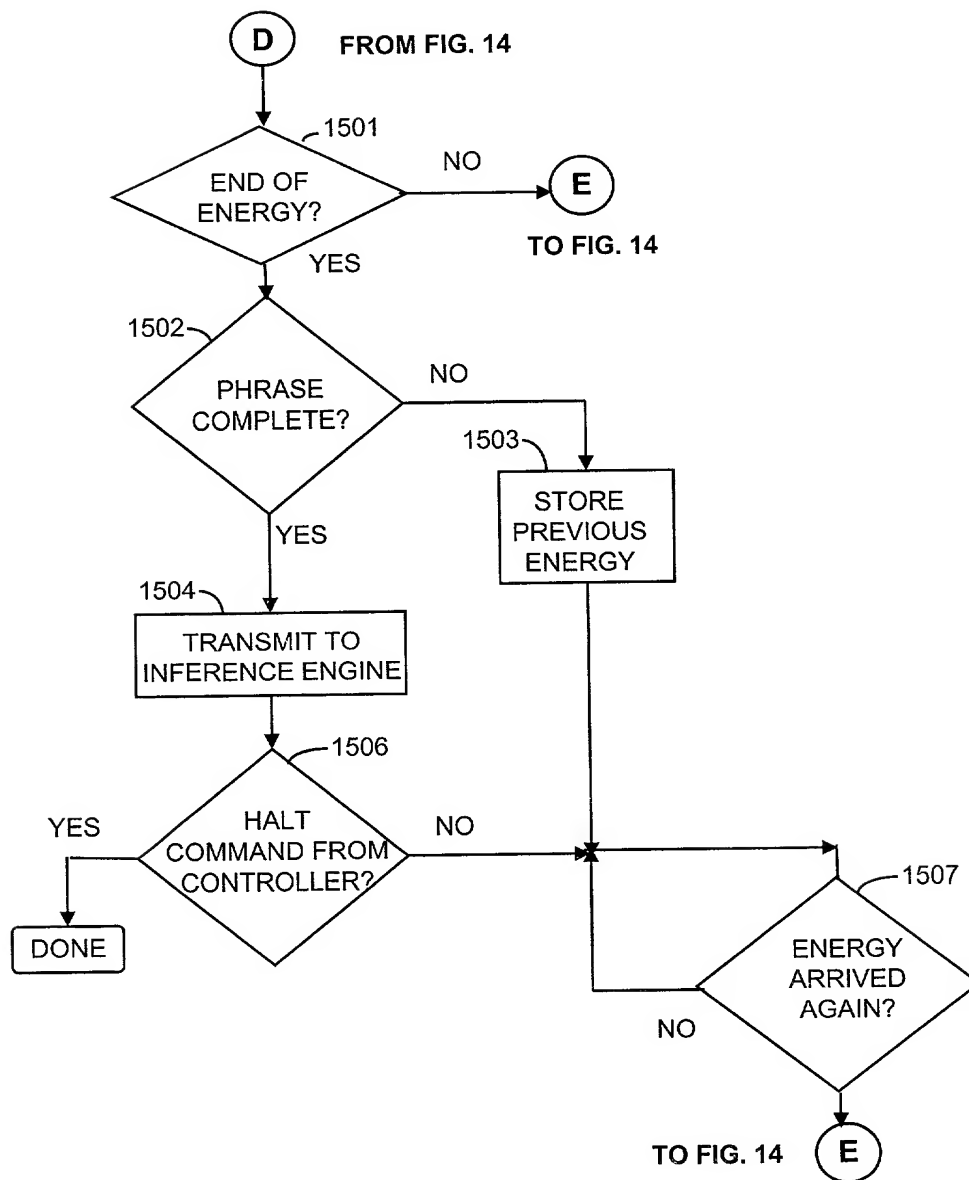 D
FROM FIG. 14
1501
END OF
ENERGY?
NO
E
TO FIG. 14
YES
1502
PHRASE
COMPLETE?
NO
1503
STORE
PREVIOUS
ENERGY
YES
1504
TRANSMIT TO
INFERENCE ENGINE
1506
HALT
COMMAND FROM
CONTROLLER?
YES
NO
DONE
1507
ENERGY
ARRIVED
AGAIN?
NO
TO FIG. 14
E